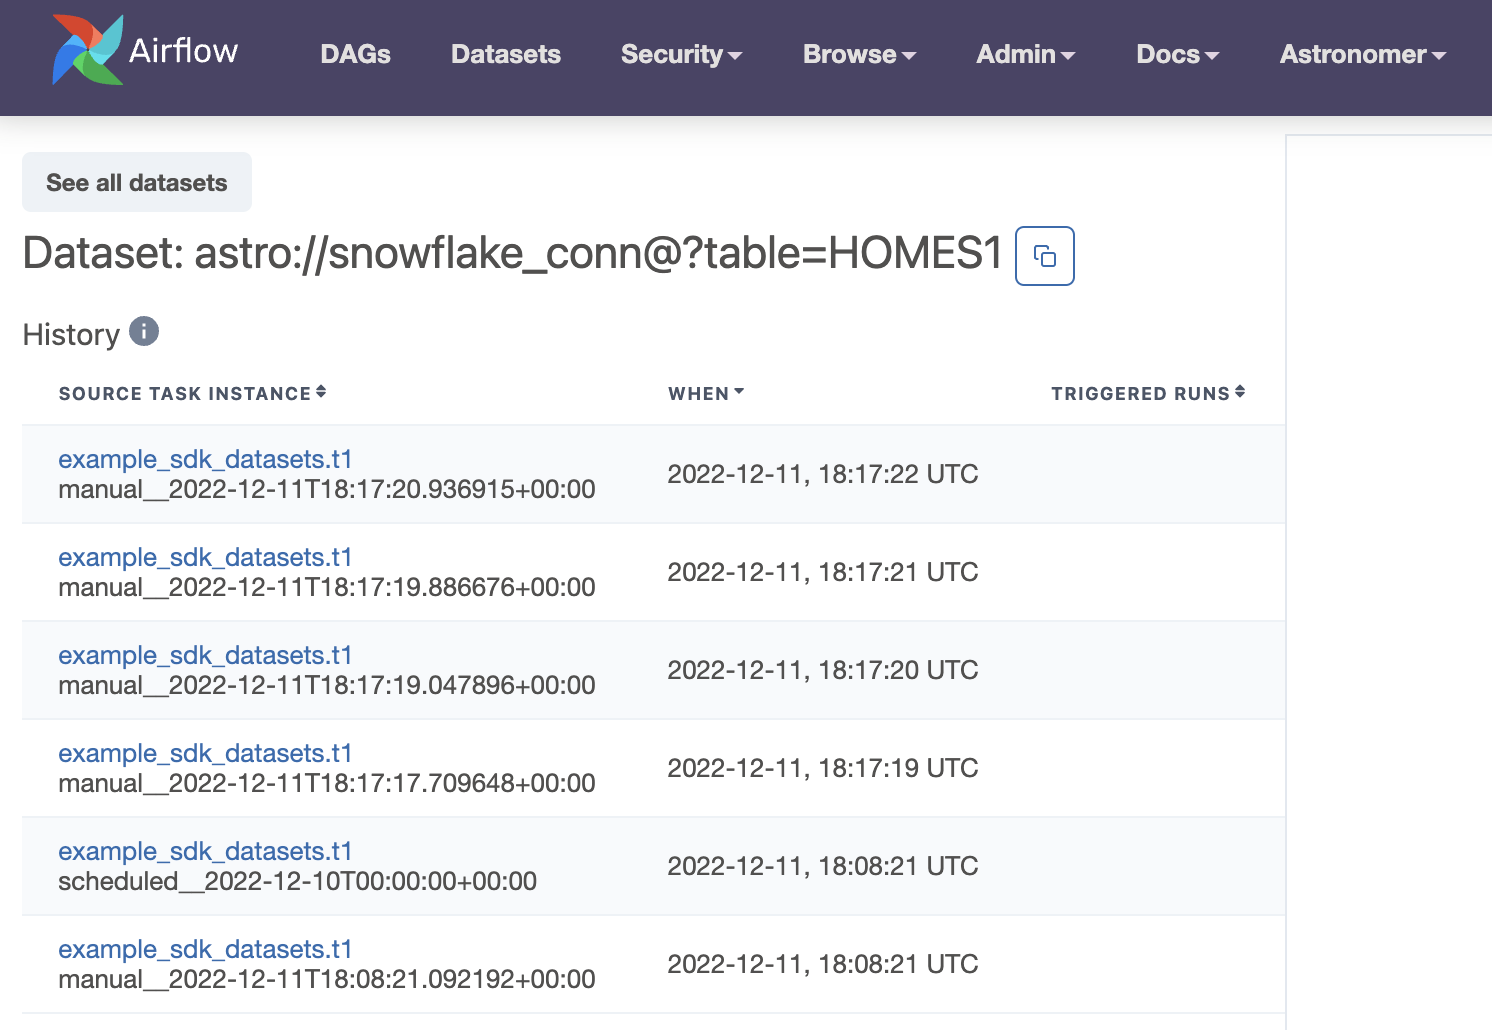 Airflow DAGs Datasets Security Browse Admin Docs Astronomer
See all datasets
Dataset: astro://snowflake_conn@?table=HOMES1
History i
SOURCE TASK INSTANCE WHEN TRIGGERED RUNS
example_sdk_datasets.t1
manual__2022-12-11T18:17:20.936915+00:00
2022-12-11, 18:17:22 UTC
example_sdk_datasets.t1
manual__2022-12-11T18:17:19.886676+00:00
2022-12-11, 18:17:21 UTC
example_sdk_datasets.t1
manual__2022-12-11T18:17:19.047896+00:00
2022-12-11, 18:17:20 UTC
example_sdk_datasets.t1
manual__2022-12-11T18:17:17.709648+00:00
2022-12-11, 18:17:19 UTC
example_sdk_datasets.t1
scheduled__2022-12-10T00:00:00+00:00
2022-12-11, 18:08:21 UTC
example_sdk_datasets.t1
manual__2022-12-11T18:08:21.092192+00:00
2022-12-11, 18:08:21 UTC